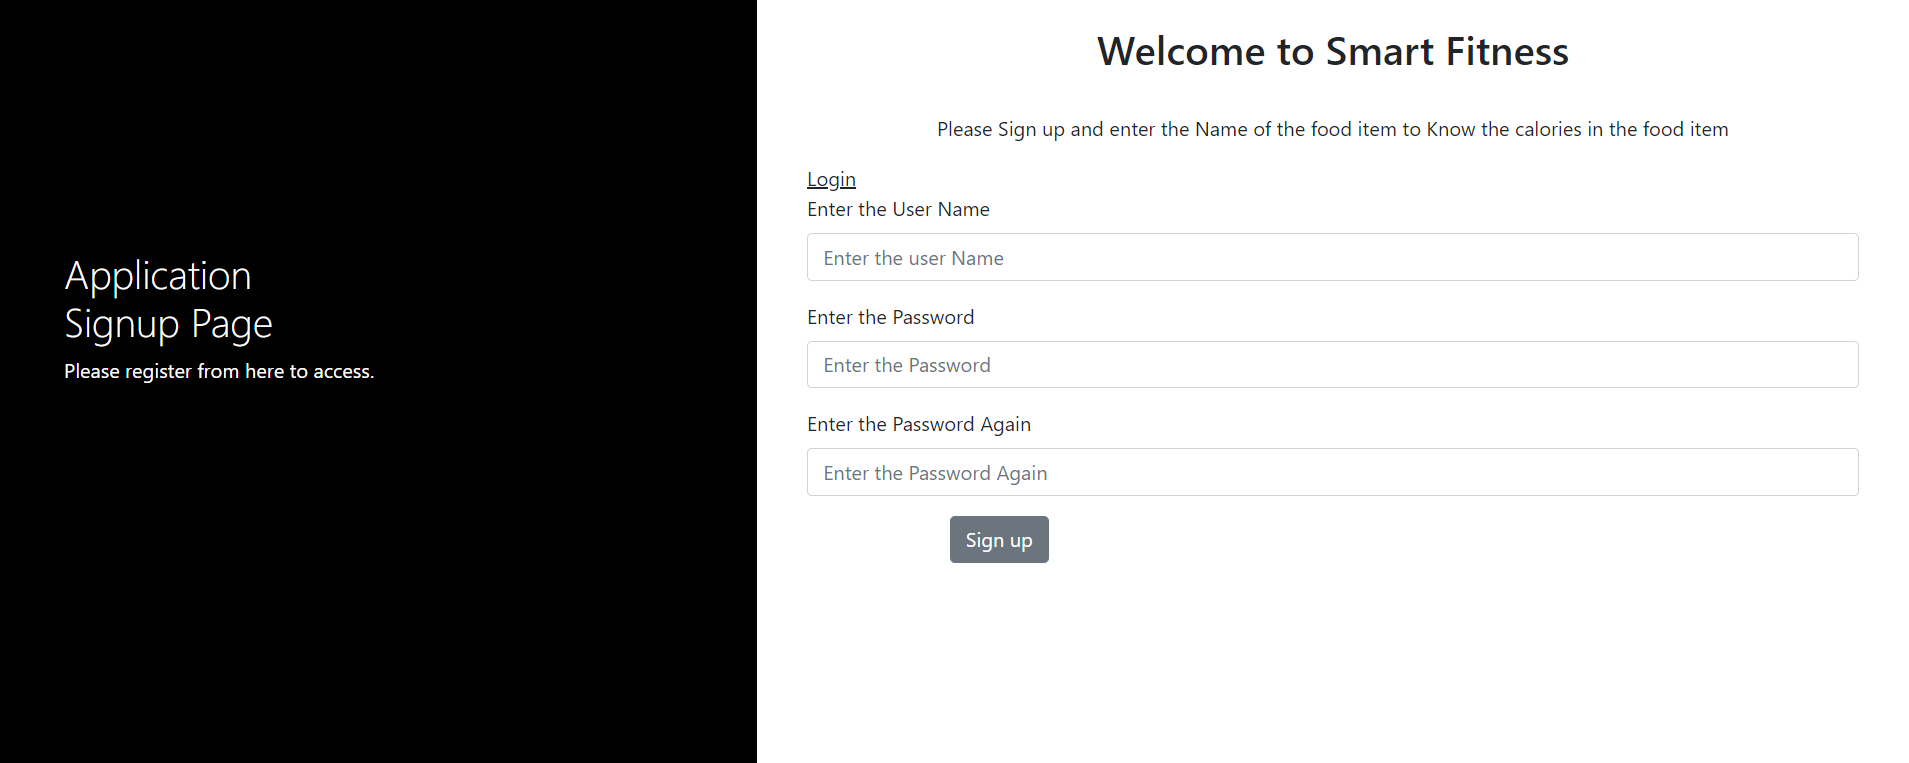 Application
Signup Page
Please register from here to access.
Welcome to Smart Fitness
Please Sign up and enter the Name of the food item to Know the calories in the food item
Login
Enter the User Name
Enter the user Name
Enter the Password
Enter the Password
Enter the Password Again
Enter the Password Again
Sign up